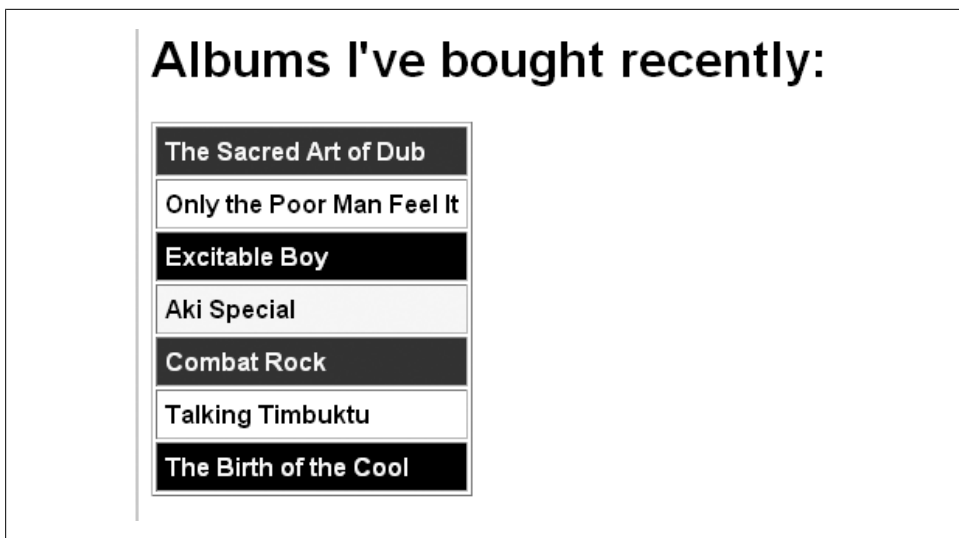 Albums I've bought recently:
The Sacred Art of Dub
Only the Poor Man Feel It
Excitable Boy
Aki Special
Combat Rock
Talking Timbuktu
The Birth of the Cool